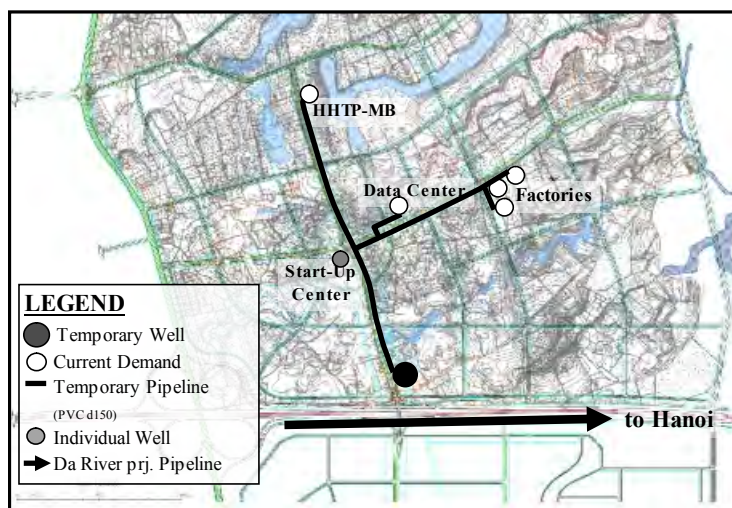 HHTP-MB
Data Center
Factories
Start-Up
Center
LEGEND
Temporary Well
Current Demand
Temporary Pipeline
(PVC d150)
Individual Well
Da River prj. Pipeline
to Hanoi